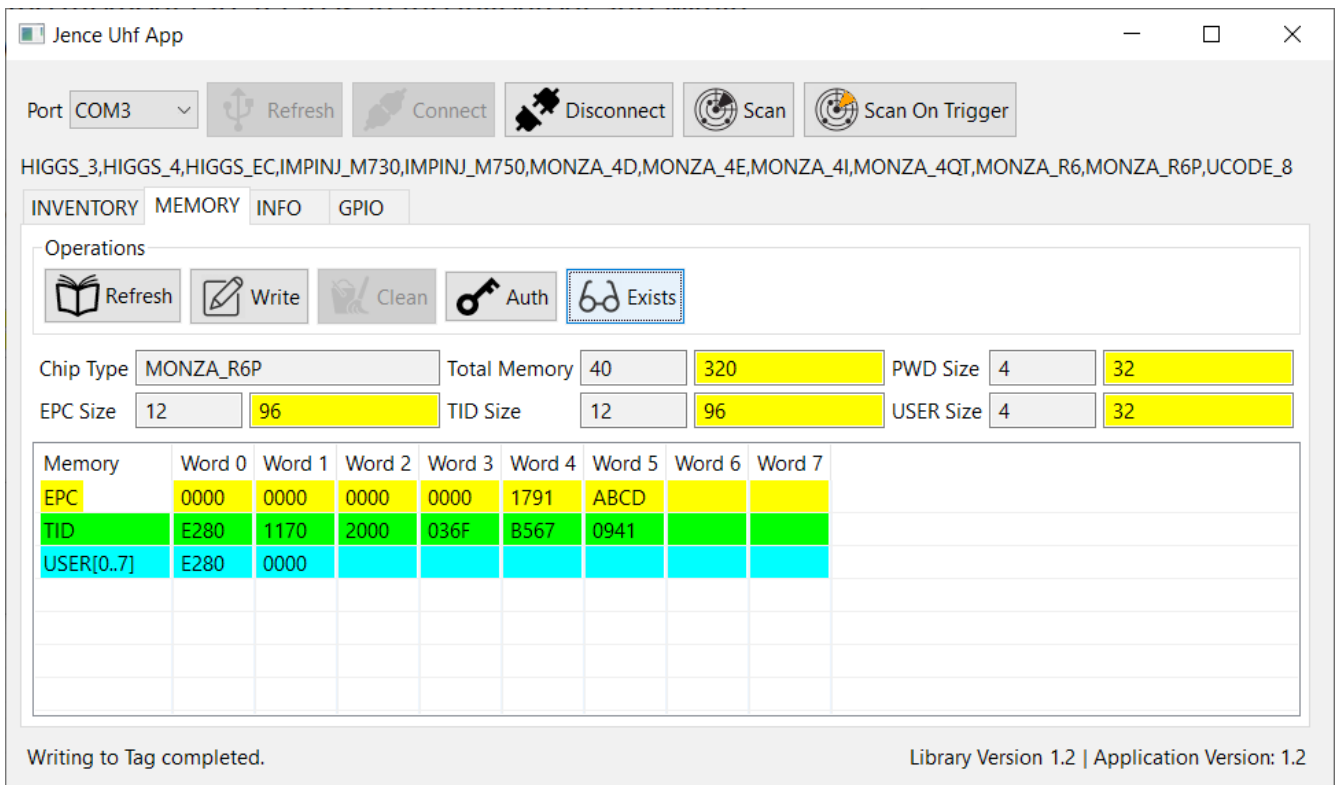 Jence Uhf App
Port COM3 Refresh Connect Disconnect Scan Scan On Trigger
HIGGS_3,HIGGS_4,HIGGS_EC,IMPINJ_M730,IMPINJ_M750,MONZA_4D,MONZA_4E,MONZA_4I,MONZA_4QT,MONZA_R6,MONZA_R6P,UCODE_8
INVENTORY MEMORY INFO GPIO
Operations
Refresh Write Clean Auth Exists
Chip Type MONZA_R6P Total Memory 40 320 PWD Size 4 32
EPC Size 12 96 TID Size 12 96 USER Size 4 32
Memory Word 0 Word 1 Word 2 Word 3 Word 4 Word 5 Word 6 Word 7
EPC 0000 0000 0000 0000 1791 ABCD
TID E280 1170 2000 036F B567 0941
USER[0..7] E280 0000
Writing to Tag completed. Library Version 1.2 | Application Version: 1.2